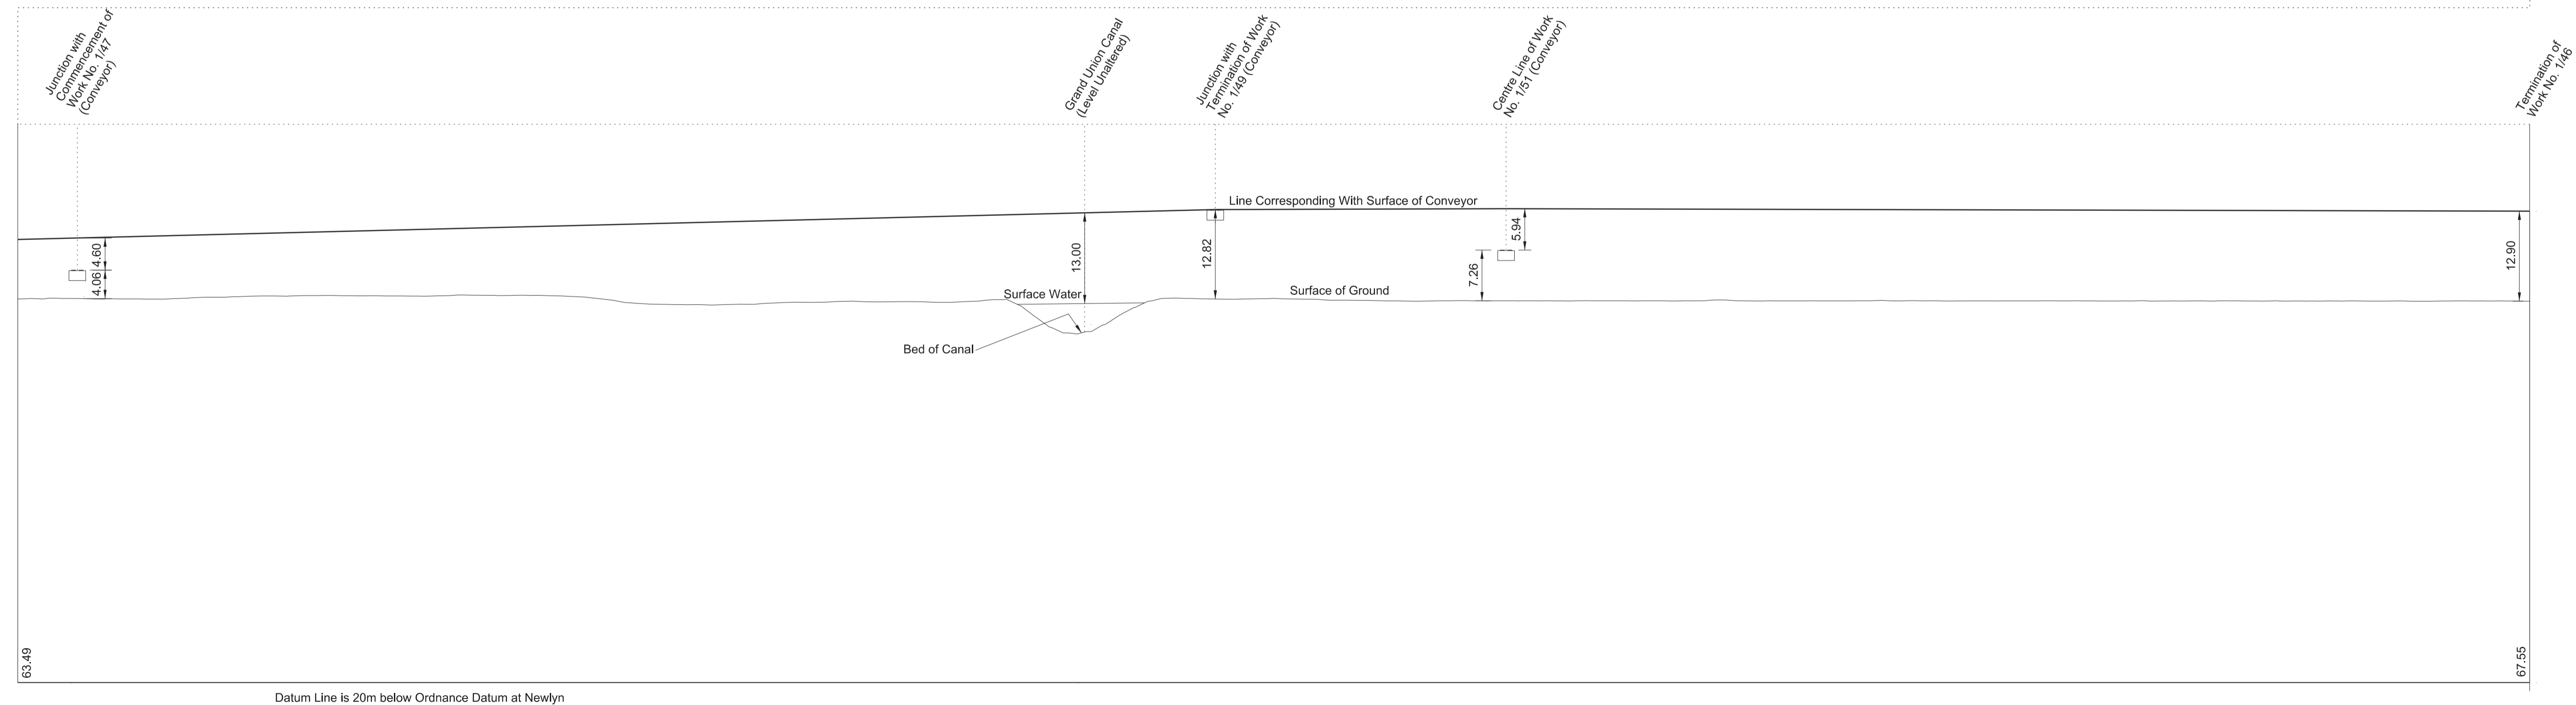 Junction with
Commencement of
Work No. 1/47
(Conveyor)
Grand Union Canal
(Level Unaltered)
Junction with
Termination of Work
No. 1/49 (Conveyor)
Centre Line of Work
No. 1/51 (Conveyor)
Termination of
Work No. 1/46
Line Corresponding With Surface of Conveyor
4.60
4.06
13.00
12.82
5.94
7.26
12.90
Surface Water
Surface of Ground
Bed of Canal
63.49
67.55
Datum Line is 20m below Ordnance Datum at Newlyn